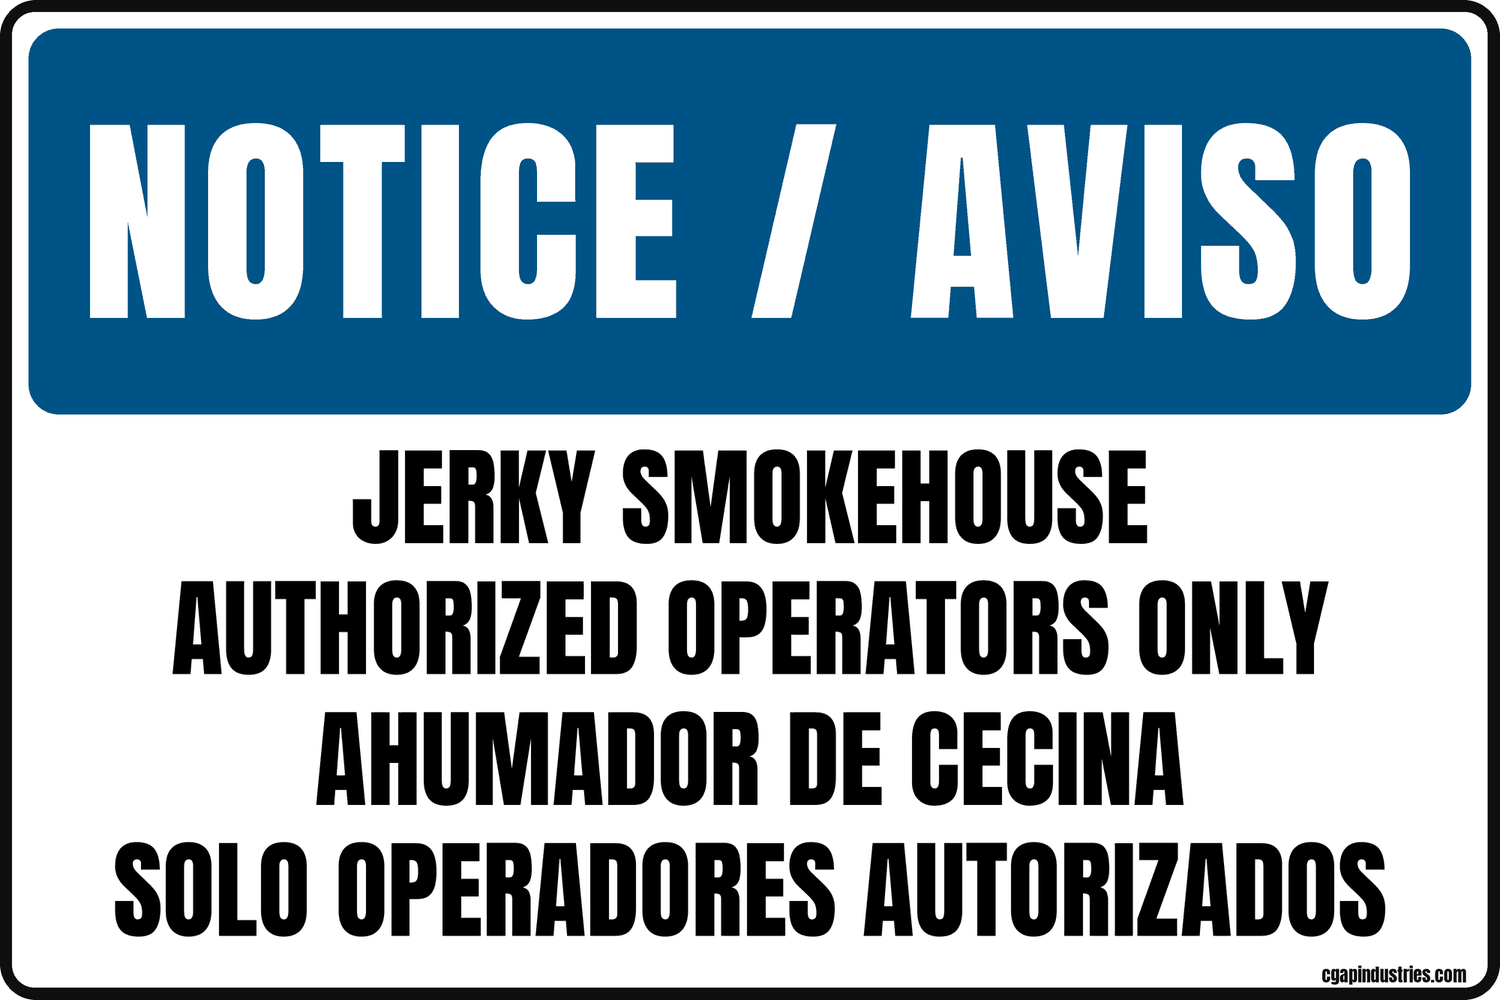 NOTICE / AVISO
JERKY SMOKEHOUSE
AUTHORIZED OPERATORS ONLY
AHUMADOR DE CECINA
SOLO OPERADORES AUTORIZADOS
cgapindustries.com